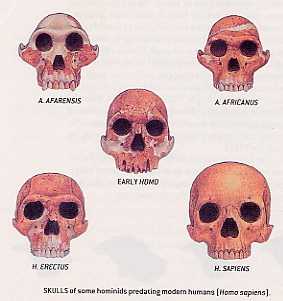 A. AFARENSIS
A. AFRICANUS
EARLY HOMO
H. ERECTUS
H. SAPIENS
SKULLS of some hominids predating modern humans (Homo sapiens).